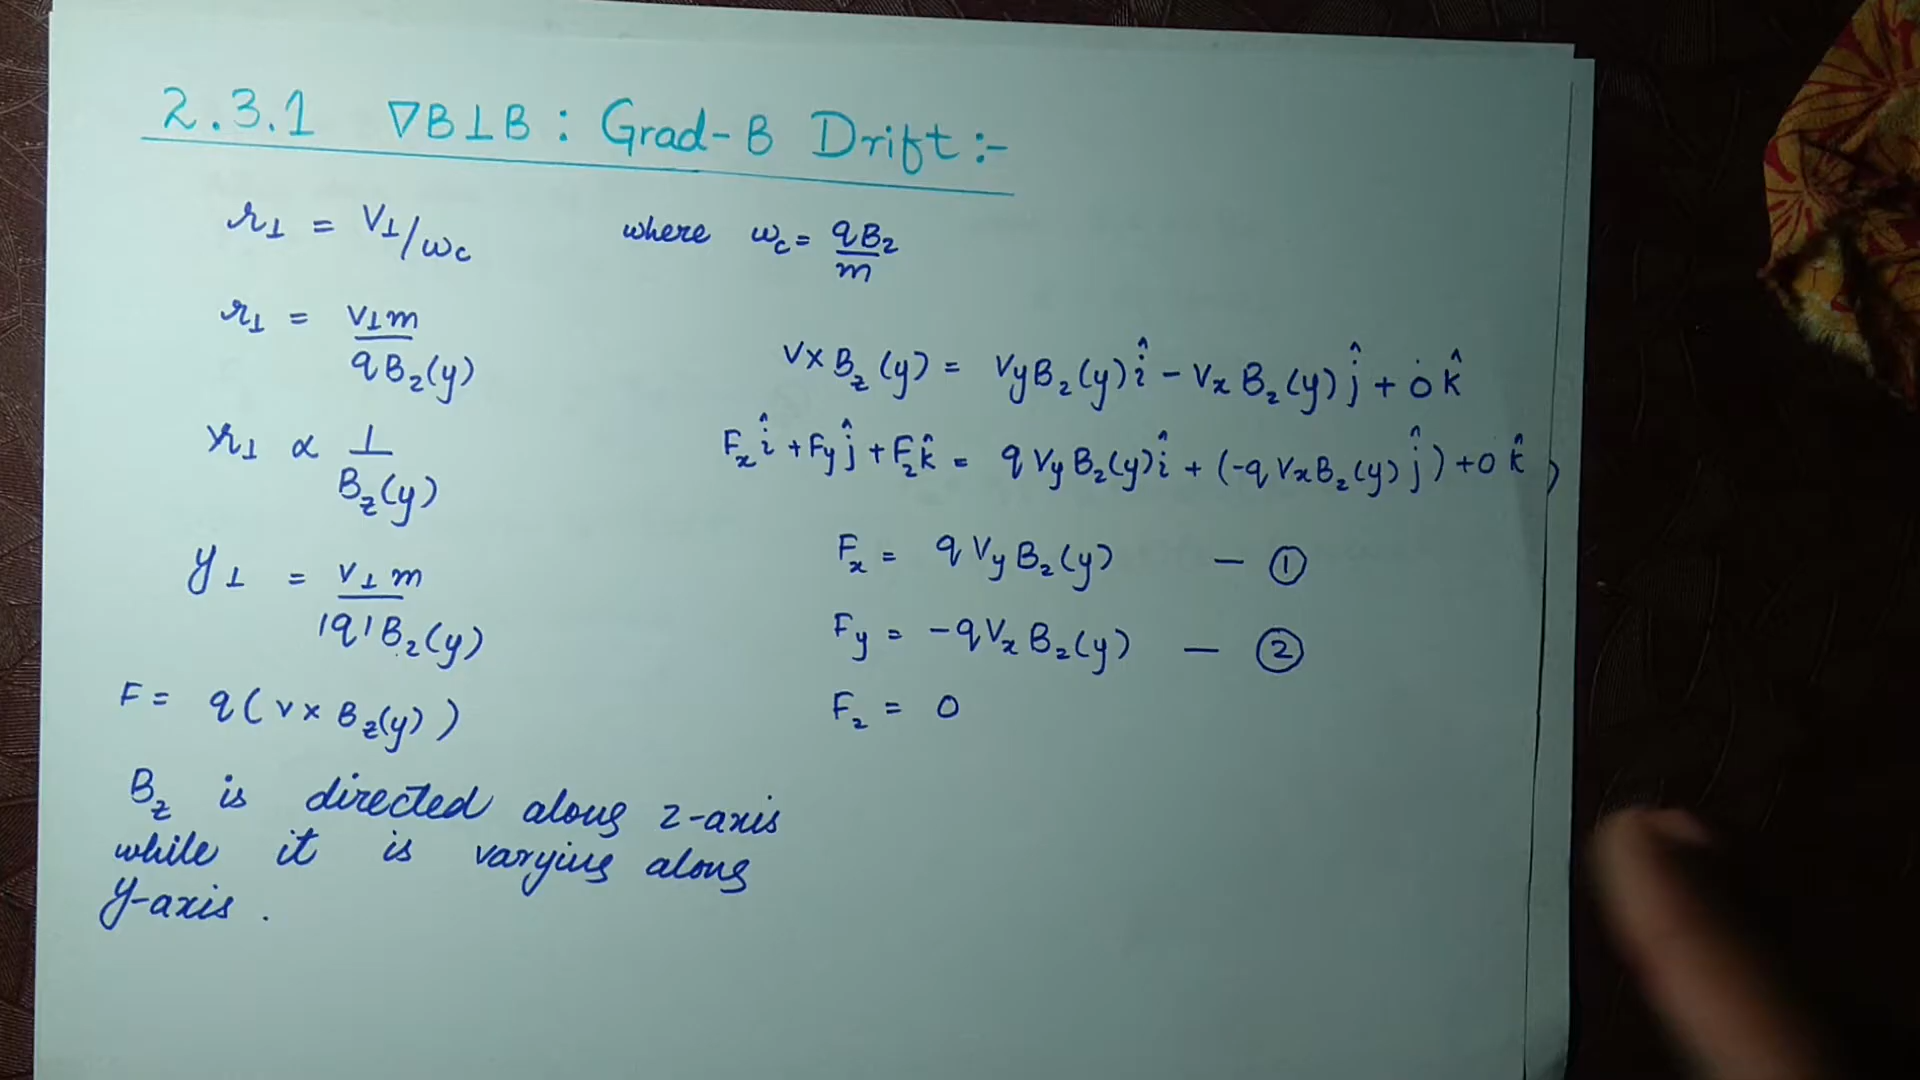 2.3.1 ∇B⊥B : Grad-B Drift:-
r⊥ = V⊥/ωc where ωc = qBz/m
r⊥ = V⊥m / qBz(y)
r⊥ ∝ 1/Bz(y)
y⊥ = V⊥m / |q|Bz(y)
F = q(v×Bz(y))
Bz is directed along z-axis
while it is varying along
y-axis .
V×Bz(y) = VyBz(y)î - VxBz(y)ĵ + 0k̂
Fxî + Fyĵ + Fzk̂ = qVyBz(y)î + (-qVxBz(y)ĵ) + 0k̂
Fx = qVyBz(y) — ①
Fy = -qVxBz(y) — ②
Fz = 0